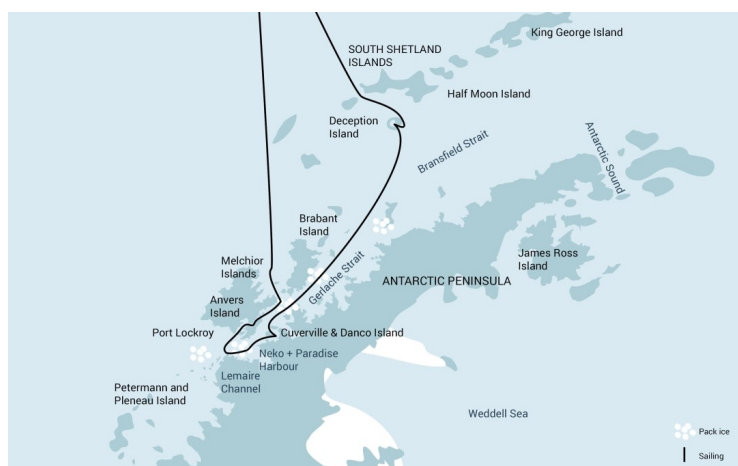 King George Island
SOUTH SHETLAND
ISLANDS
Half Moon Island
Deception
Island
Bransfield Strait
Antarctic Sound
Brabant
Island
Melchior
Islands
Gerlache Strait
James Ross
Island
ANTARCTIC PENINSULA
Anvers
Island
Port Lockroy
Cuverville & Danco Island
Neko + Paradise
Harbour
Lemaire
Channel
Petermann and
Pleneau Island
Weddell Sea
Pack ice
Sailing